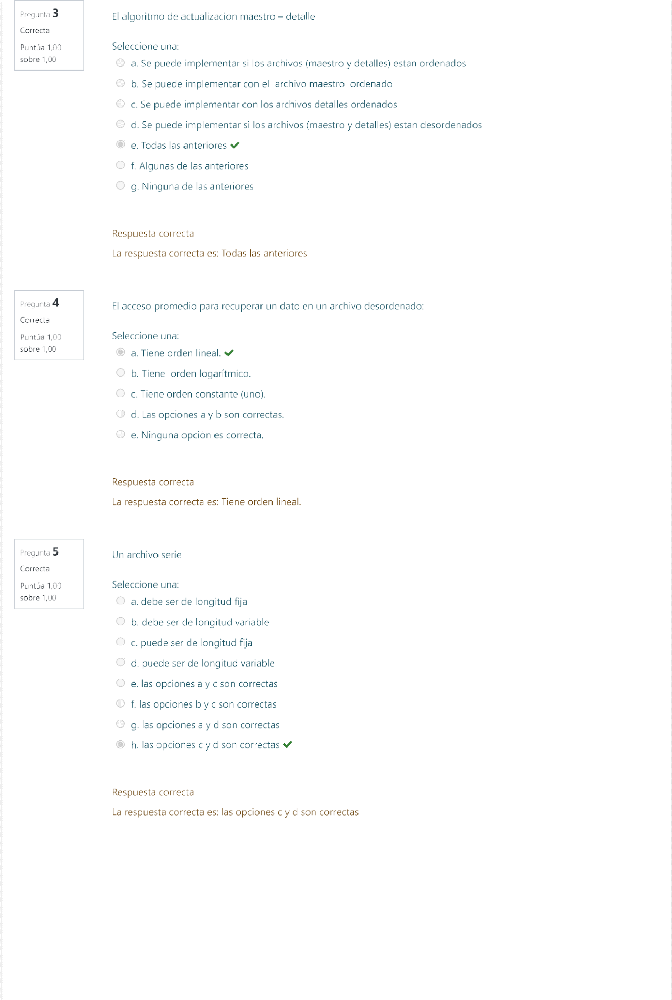 Pregunta 3
Correcta
Puntúa 1,00
sobre 1,00
El algoritmo de actualizacion maestro – detalle
Seleccione una:
a. Se puede implementar si los archivos (maestro y detalles) estan ordenados
b. Se puede implementar con el archivo maestro ordenado
c. Se puede implementar con los archivos detalles ordenados
d. Se puede implementar si los archivos (maestro y detalles) estan desordenados
e. Todas las anteriores
f. Algunas de las anteriores
g. Ninguna de las anteriores
Respuesta correcta
La respuesta correcta es: Todas las anteriores
Pregunta 4
Correcta
Puntúa 1,00
sobre 1,00
El acceso promedio para recuperar un dato en un archivo desordenado:
Seleccione una:
a. Tiene orden lineal.
b. Tiene orden logarítmico.
c. Tiene orden constante (uno).
d. Las opciones a y b son correctas.
e. Ninguna opción es correcta.
Respuesta correcta
La respuesta correcta es: Tiene orden lineal.
Pregunta 5
Correcta
Puntúa 1,00
sobre 1,00
Un archivo serie
Seleccione una:
a. debe ser de longitud fija
b. debe ser de longitud variable
c. puede ser de longitud fija
d. puede ser de longitud variable
e. las opciones a y c son correctas
f. las opciones b y c son correctas
g. las opciones a y d son correctas
h. las opciones c y d son correctas
Respuesta correcta
La respuesta correcta es: las opciones c y d son correctas